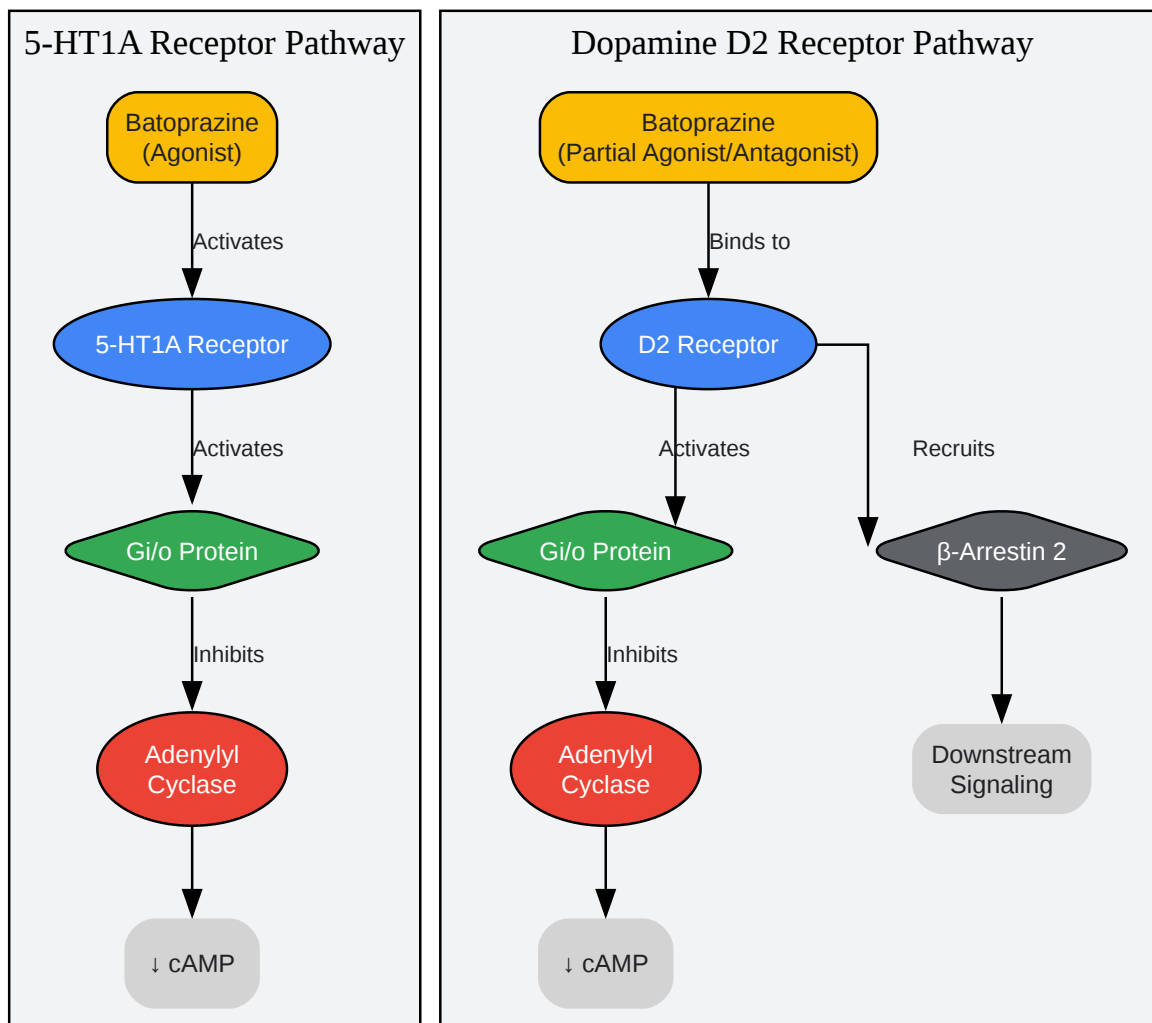 5-HT1A Receptor Pathway
Batoprazine
(Agonist)
Activates
5-HT1A Receptor
Activates
Gi/o Protein
Inhibits
Adenylyl
Cyclase
↓ cAMP
Dopamine D2 Receptor Pathway
Batoprazine
(Partial Agonist/Antagonist)
Binds to
D2 Receptor
Activates
Recruits
Gi/o Protein
β-Arrestin 2
Inhibits
Adenylyl
Cyclase
Downstream
Signaling
↓ cAMP